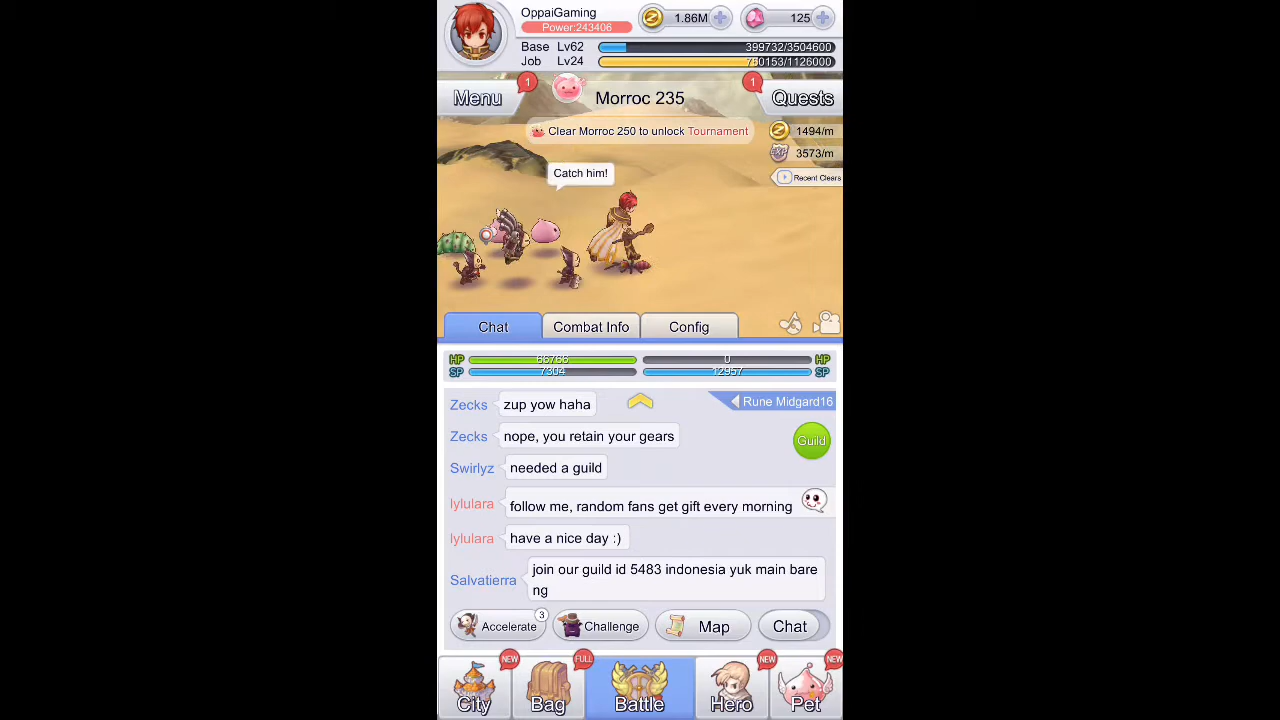 OppaiGaming
Power:243406
1.86M
125
Base Lv62
399732/3504600
Job Lv24
780153/1126000
Menu
1
Morroc 235
1
Quests
Clear Morroc 250 to unlock Tournament
1494/m
EXP
3573/m
Recent Clears
Catch him!
Chat
Combat Info
Config
HP 66766
0 HP
SP 7304
12957 SP
Rune Midgard16
Zecks zup yow haha
Guild
Zecks nope, you retain your gears
Swirlyz needed a guild
lylulara follow me, random fans get gift every morning
lylulara have a nice day :)
Salvatierra join our guild id 5483 indonesia yuk main bare
ng
Accelerate
3
Challenge
Map
Chat
NEW
FULL
NEW
NEW
City
Bag
Battle
Hero
Pet